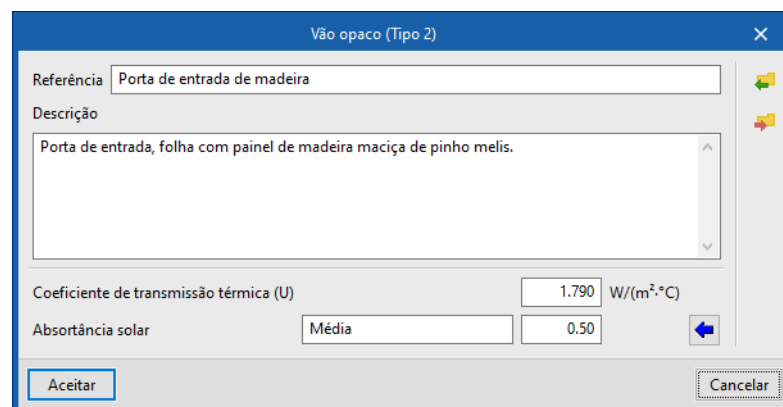 Vão opaco (Tipo 2)
Referência Porta de entrada de madeira
Descrição
Porta de entrada, folha com painel de madeira maciça de pinho melis.
Coeficiente de transmissão térmica (U) 1.790 W/(m²·°C)
Absortância solar Média 0.50
Aceitar Cancelar